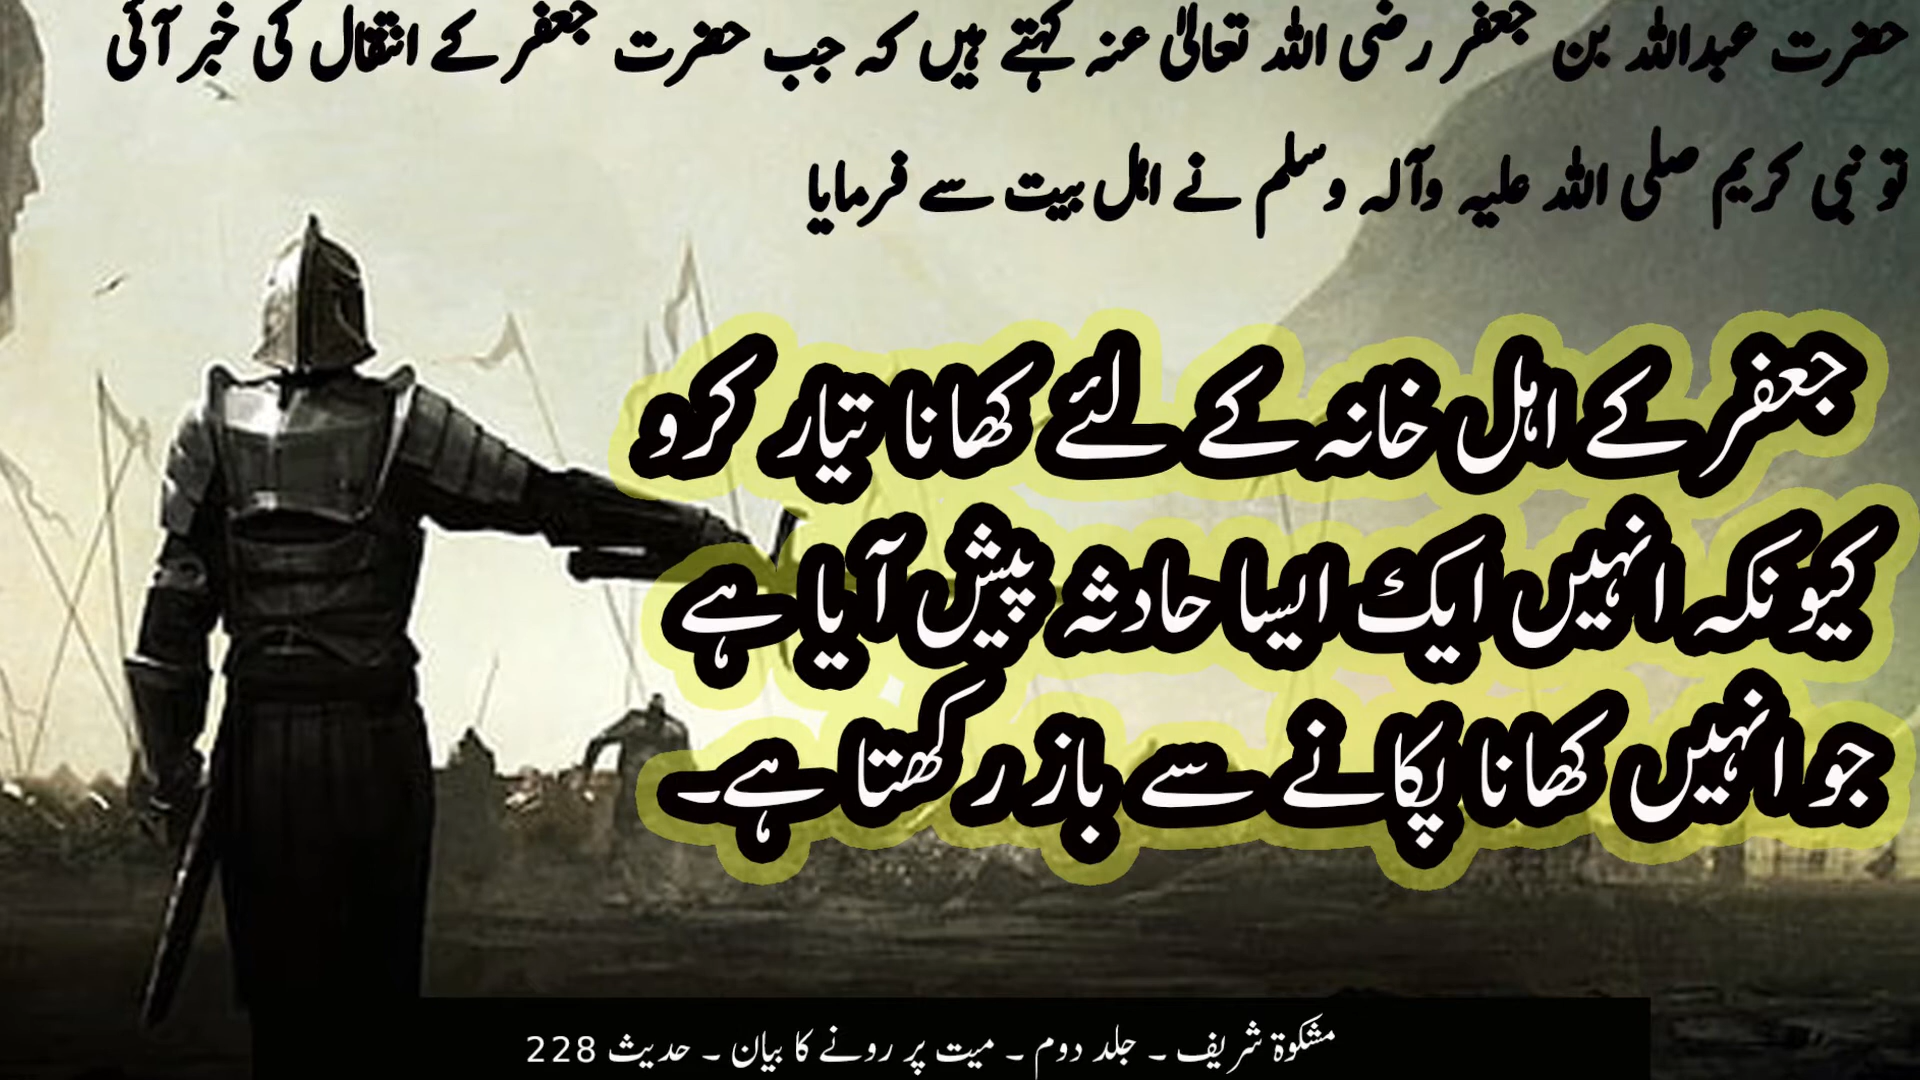 حضرت عبداللہ بن جعفر رضی اللہ تعالیٰ عنہ کہتے ہیں کہ جب حضرت جعفر کے انتقال کی خبر آئی
تو نبی کریم صلی اللہ علیہ وآلہ وسلم نے اہل بیت سے فرمایا
جعفر کے اہل خانہ کے لئے کھانا تیار کرو
کیونکہ انہیں ایک ایسا حادثہ پیش آیا ہے
جو انہیں کھانا پکانے سے باز رکھتا ہے۔
مشکوۃ شریف ۔ جلد دوم ۔ میت پر رونے کا بیان ۔ حدیث 228